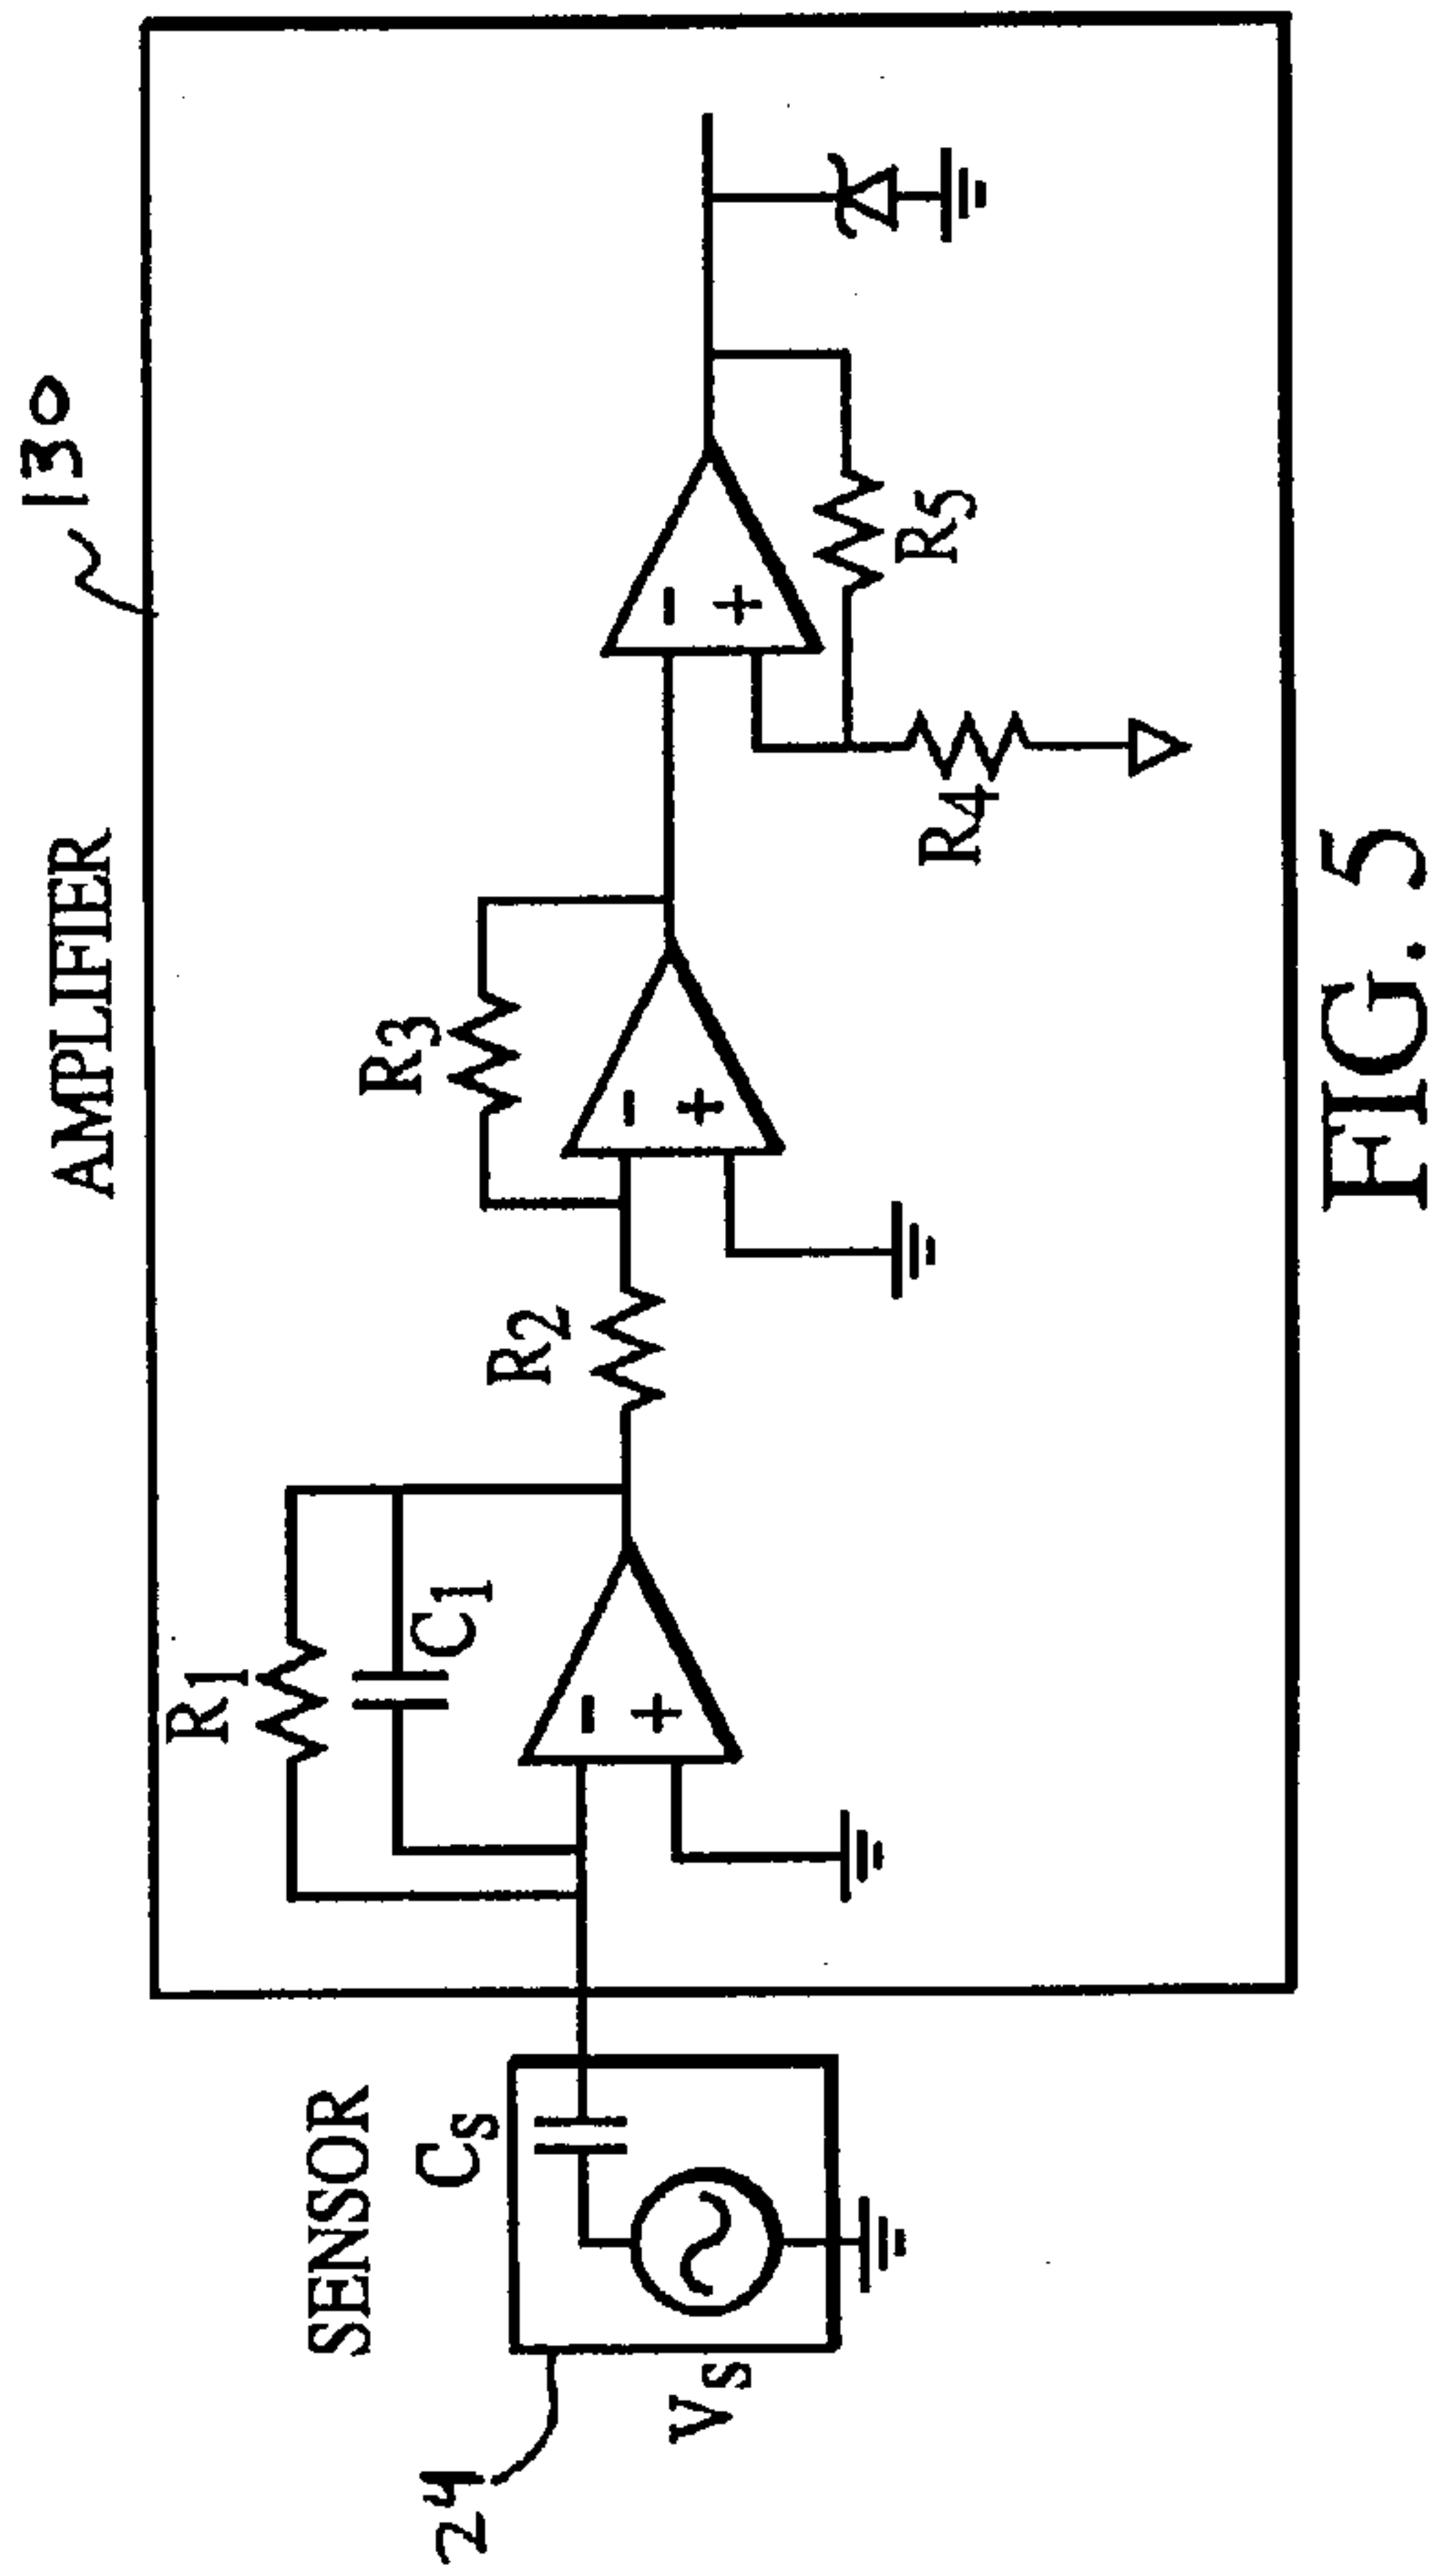 130
AMPLIFIER
SENSOR
24
Vs
Cs
R1
C1
-
+
R2
R3
-
+
-
+
R4
R5
FIG. 5